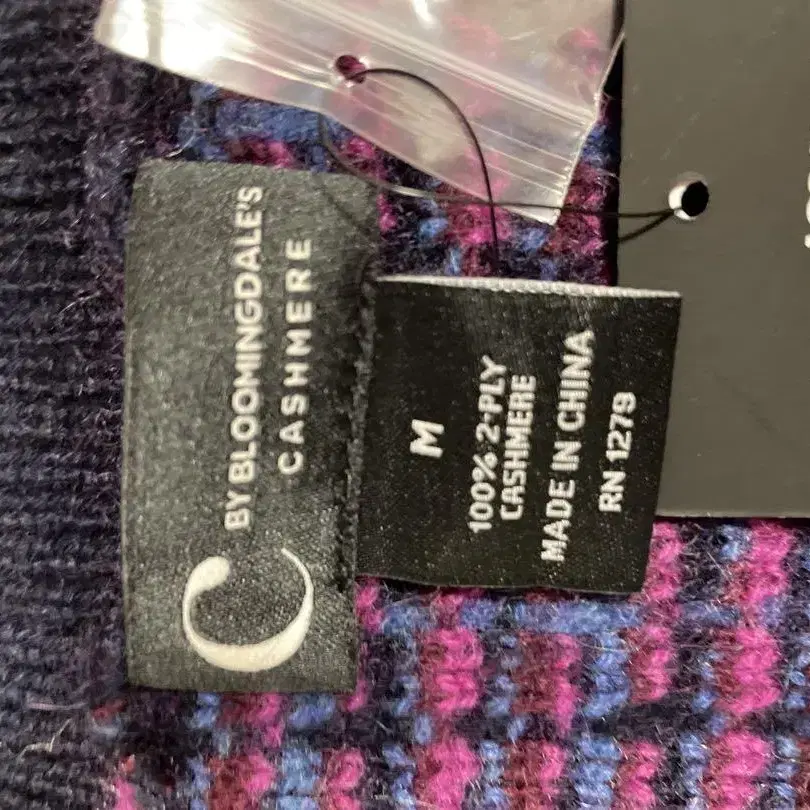 C BY BLOOMINGDALE'S
CASHMERE
M
100% 2-PLY
CASHMERE
MADE IN CHINA
RN 1279